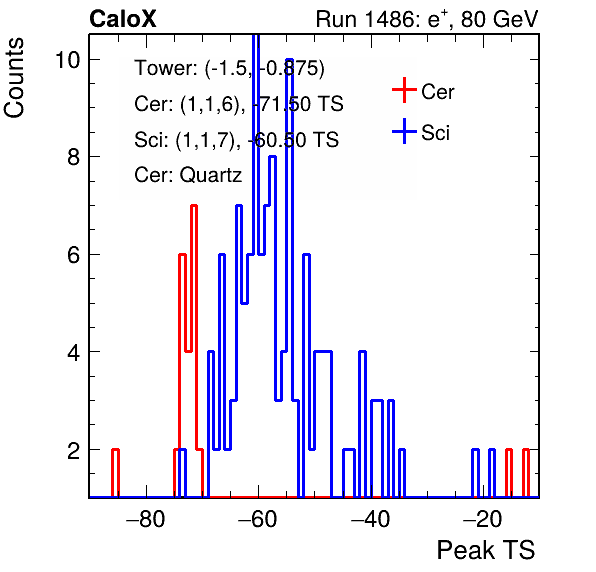 CaloX
Run 1486: e+, 80 GeV
Counts
Tower: (-1.5, -0.875)
Cer: (1,1,6), -71.50 TS
Sci: (1,1,7), -60.50 TS
Cer: Quartz
Cer
Sci
10
8
6
4
2
−80 −60 −40 −20
Peak TS